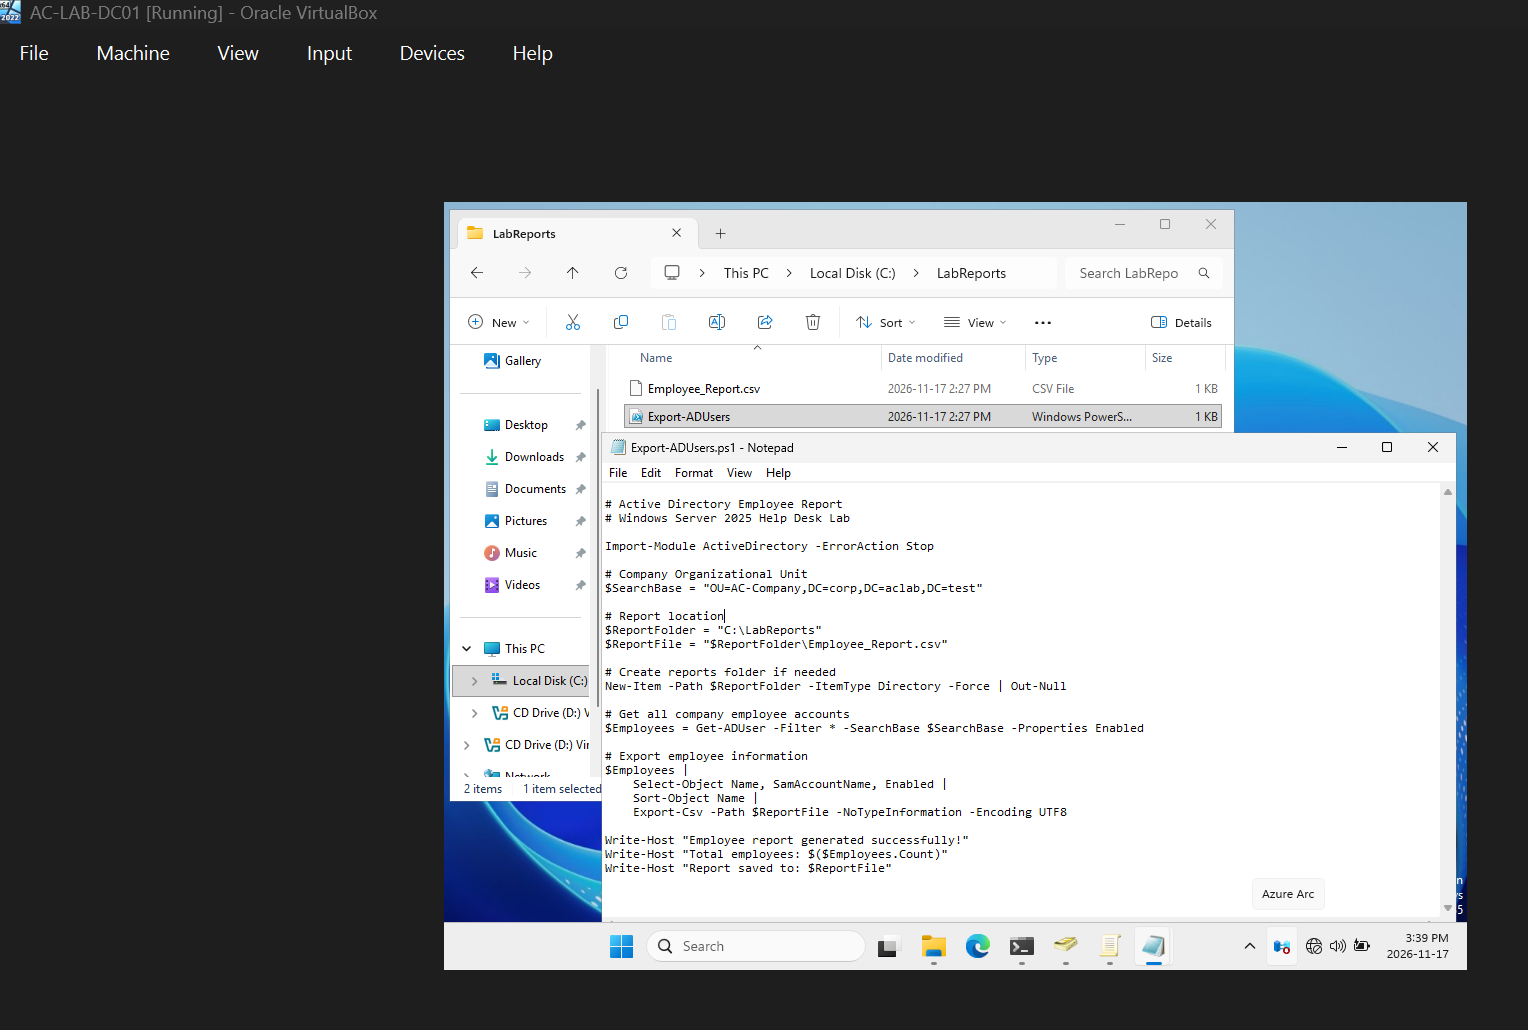 AC-LAB-DC01 [Running] - Oracle VirtualBox
File Machine View Input Devices Help
LabReports
This PC > Local Disk (C:) > LabReports
Search LabRepo
New Sort View ... Details
Gallery
Desktop
Downloads
Documents
Pictures
Music
Videos
This PC
Local Disk (C:)
CD Drive (D:) V
CD Drive (D:) Vir
Network
2 items 1 item selected
Name Date modified Type Size
Employee_Report.csv 2026-11-17 2:27 PM CSV File 1 KB
Export-ADUsers 2026-11-17 2:27 PM Windows PowerS... 1 KB
Export-ADUsers.ps1 - Notepad
File Edit Format View Help
# Active Directory Employee Report
# Windows Server 2025 Help Desk Lab
Import-Module ActiveDirectory -ErrorAction Stop
# Company Organizational Unit
$SearchBase = "OU=AC-Company,DC=corp,DC=aclab,DC=test"
# Report location
$ReportFolder = "C:\LabReports"
$ReportFile = "$ReportFolder\Employee_Report.csv"
# Create reports folder if needed
New-Item -Path $ReportFolder -ItemType Directory -Force | Out-Null
# Get all company employee accounts
$Employees = Get-ADUser -Filter * -SearchBase $SearchBase -Properties Enabled
# Export employee information
$Employees |
    Select-Object Name, SamAccountName, Enabled |
    Sort-Object Name |
    Export-Csv -Path $ReportFile -NoTypeInformation -Encoding UTF8
Write-Host "Employee report generated successfully!"
Write-Host "Total employees: $($Employees.Count)"
Write-Host "Report saved to: $ReportFile"
Azure Arc
Search
3:39 PM
2026-11-17